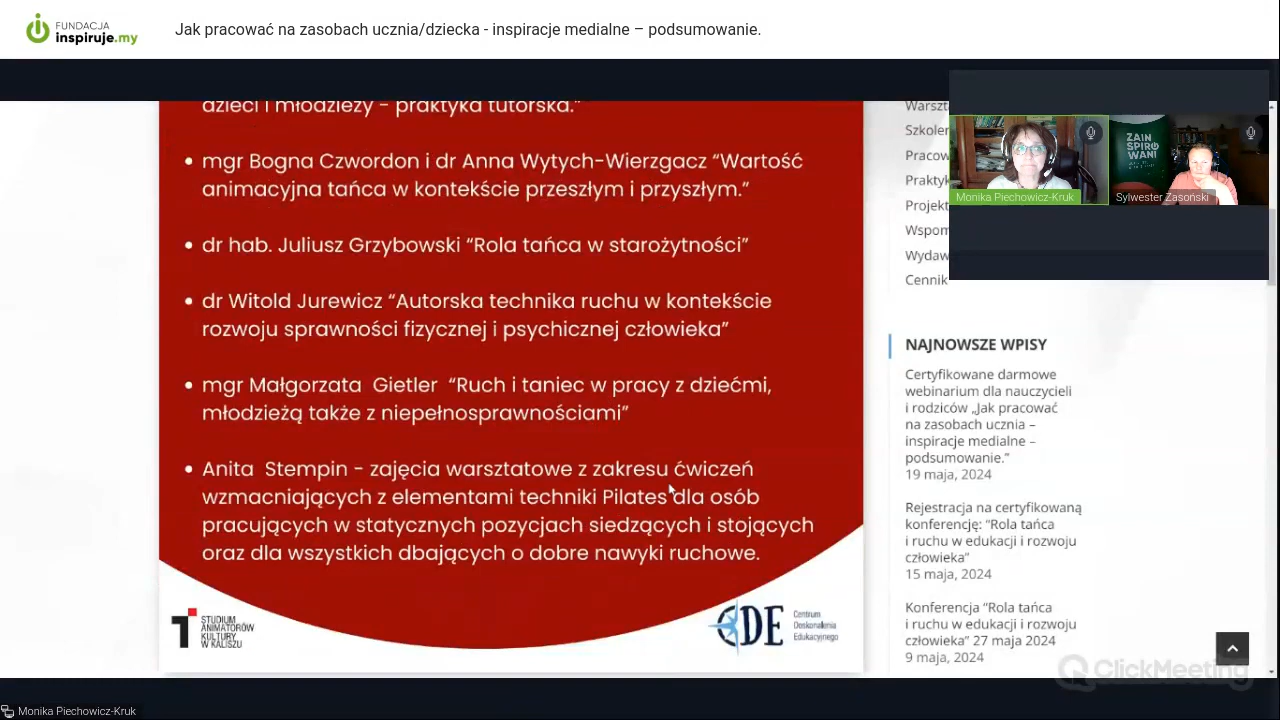 FUNDACJA
inspiruje.my
Jak pracować na zasobach ucznia/dziecka - inspiracje medialne – podsumowanie.
dzieci i młodzieży - praktyka tutorska.”
• mgr Bogna Czwordon i dr Anna Wytych-Wierzgacz “Wartość
animacyjna tańca w kontekście przeszłym i przyszłym.”
• dr hab. Juliusz Grzybowski “Rola tańca w starożytności”
• dr Witold Jurewicz “Autorska technika ruchu w kontekście
rozwoju sprawności fizycznej i psychicznej człowieka”
• mgr Małgorzata Gietler “Ruch i taniec w pracy z dziećmi,
młodzieżą także z niepełnosprawnościami”
• Anita Stempin - zajęcia warsztatowe z zakresu ćwiczeń
wzmacniających z elementami techniki Pilates dla osób
pracujących w statycznych pozycjach siedzących i stojących
oraz dla wszystkich dbających o dobre nawyki ruchowe.
STUDIUM
ANIMATORÓW
KULTURY
W KALISZU
CDE
Centrum
Doskonalenia
Edukacyjnego
Warszt
Szkoler
Pracow
Praktyk
Projekt
Wspom
Wydaw
Cennik
ZAIN
SPIRO
WANI
Monika Piechowicz-Kruk
Sylwester Zasoński
NAJNOWSZE WPISY
Certyfikowane darmowe
webinarium dla nauczycieli
i rodziców „Jak pracować
na zasobach ucznia –
inspiracje medialne –
podsumowanie.”
19 maja, 2024
Rejestracja na certyfikowaną
konferencję: “Rola tańca
i ruchu w edukacji i rozwoju
człowieka”
15 maja, 2024
Konferencja “Rola tańca
i ruchu w edukacji i rozwoju
człowieka” 27 maja 2024
9 maja, 2024
ClickMeeting
Monika Piechowicz-Kruk